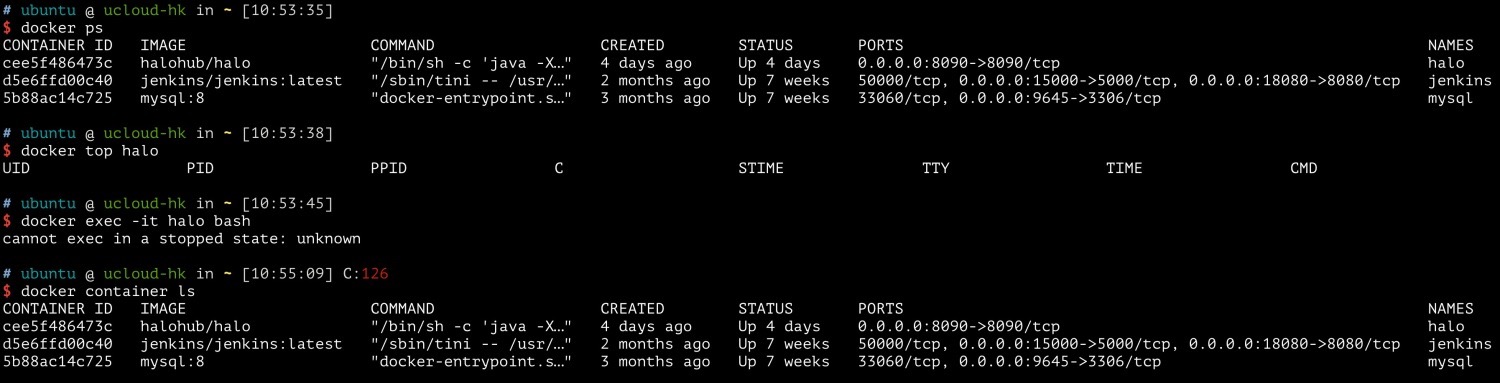 # ubuntu @ ucloud-hk in ~ [10:53:35]
$ docker ps
CONTAINER ID   IMAGE                    COMMAND                  CREATED        STATUS       PORTS                                                        NAMES
cee5f486473c   halohub/halo             "/bin/sh -c 'java -X…"   4 days ago     Up 4 days    0.0.0.0:8090->8090/tcp                                       halo
d5e6ffd00c40   jenkins/jenkins:latest   "/sbin/tini -- /usr/…"   2 months ago   Up 7 weeks   50000/tcp, 0.0.0.0:15000->5000/tcp, 0.0.0.0:18080->8080/tcp   jenkins
5b88ac14c725   mysql:8                  "docker-entrypoint.s…"   3 months ago   Up 7 weeks   33060/tcp, 0.0.0.0:9645->3306/tcp                            mysql
# ubuntu @ ucloud-hk in ~ [10:53:38]
$ docker top halo
UID                 PID                 PPID                C                   STIME               TTY                 TIME                CMD
# ubuntu @ ucloud-hk in ~ [10:53:45]
$ docker exec -it halo bash
cannot exec in a stopped state: unknown
# ubuntu @ ucloud-hk in ~ [10:55:09] C:126
$ docker container ls
CONTAINER ID   IMAGE                    COMMAND                  CREATED        STATUS       PORTS                                                        NAMES
cee5f486473c   halohub/halo             "/bin/sh -c 'java -X…"   4 days ago     Up 4 days    0.0.0.0:8090->8090/tcp                                       halo
d5e6ffd00c40   jenkins/jenkins:latest   "/sbin/tini -- /usr/…"   2 months ago   Up 7 weeks   50000/tcp, 0.0.0.0:15000->5000/tcp, 0.0.0.0:18080->8080/tcp   jenkins
5b88ac14c725   mysql:8                  "docker-entrypoint.s…"   3 months ago   Up 7 weeks   33060/tcp, 0.0.0.0:9645->3306/tcp                            mysql